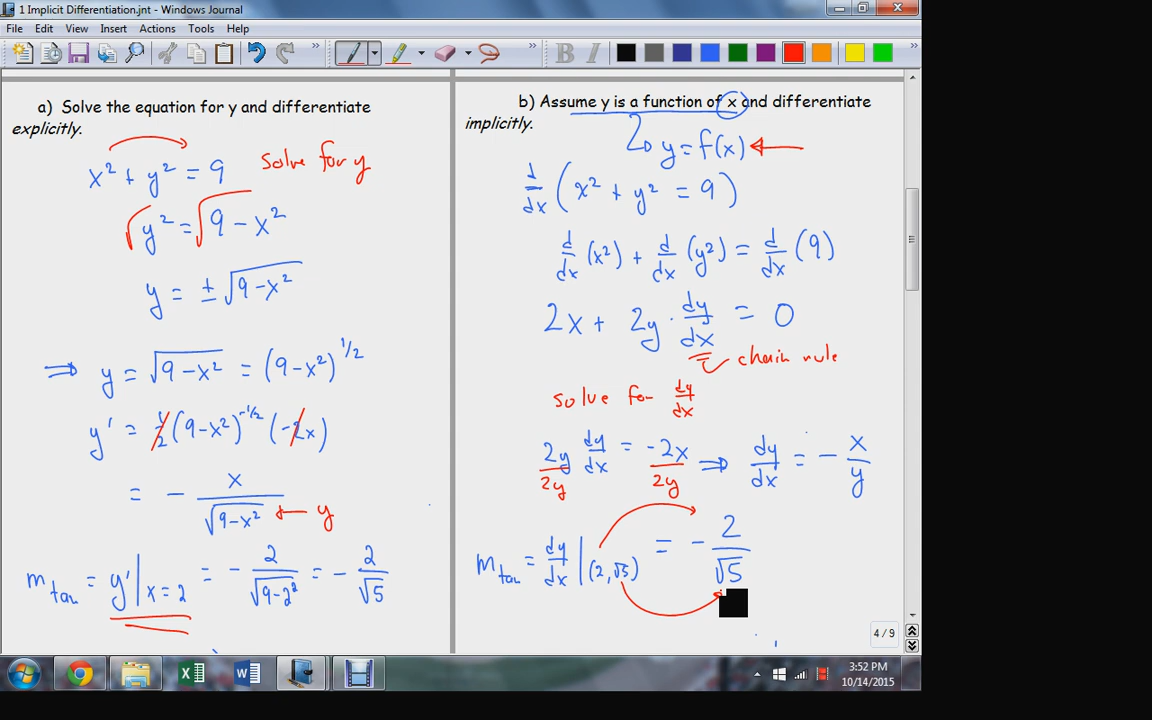 1 Implicit Differentiation.jnt - Windows Journal
File Edit View Insert Actions Tools Help
a) Solve the equation for y and differentiate
explicitly.
x² + y² = 9 solve for y
√y² = √9 - x²
y = ± √9-x²
⇒ y = √9-x² = (9-x²)^1/2
y' = 1/2 (9-x²)^-1/2 (-2x)
= - x/√9-x² ← y
m tan = y'|x=2 = - 2/√9-2² = - 2/√5
b) Assume y is a function of x and differentiate
implicitly.
→ y = f(x) ←
d/dx (x² + y² = 9)
d/dx (x²) + d/dx (y²) = d/dx (9)
2x + 2y · dy/dx = 0
chain rule
solve for dy/dx
2y dy/dx / 2y = -2x / 2y ⇒ dy/dx = - x/y
m tan = dy/dx |(2, √5) = - 2/√5
4 / 9
3:52 PM
10/14/2015